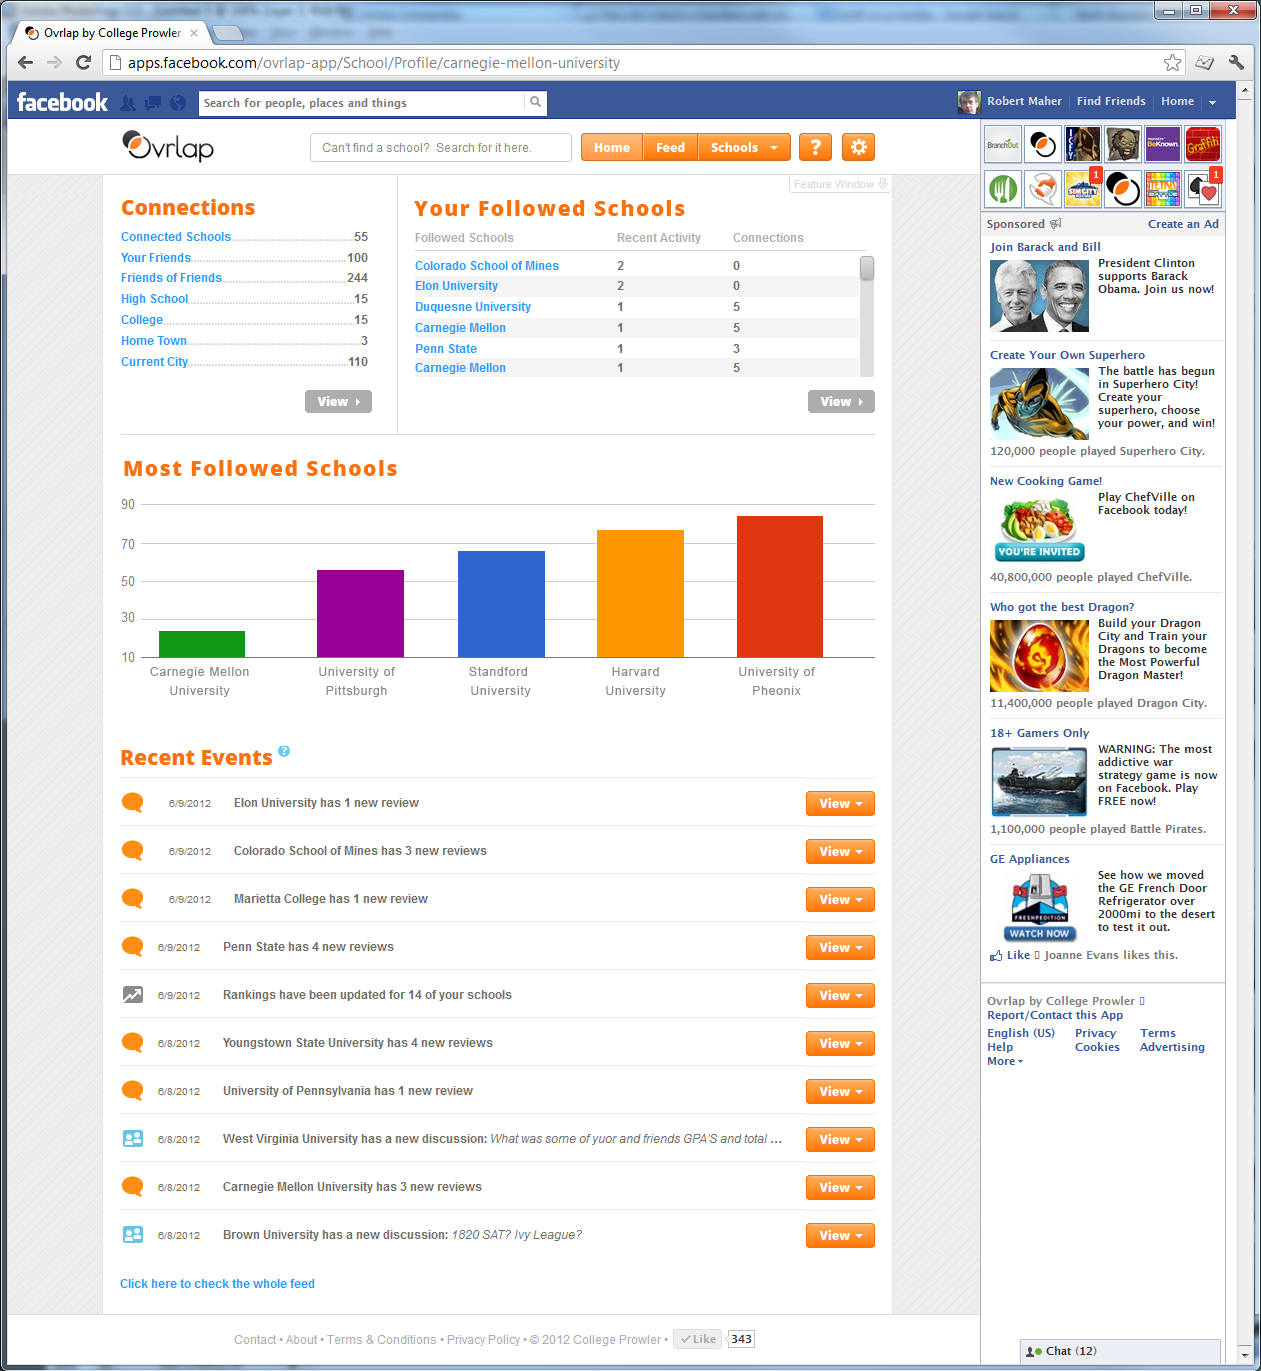 Ovrlap by College Prowler
apps.facebook.com/ovrlap-app/School/Profile/carnegie-mellon-university
facebook
Search for people, places and things
Robert Maher
Find Friends
Home
Ovrlap
Can't find a school? Search for it here.
Home
Feed
Schools
?
Feature Window
Connections
Connected Schools 55
Your Friends 100
Friends of Friends 244
High School 15
College 15
Home Town 3
Current City 110
View
Your Followed Schools
Followed Schools Recent Activity Connections
Colorado School of Mines 2 0
Elon University 2 0
Duquesne University 1 5
Carnegie Mellon 1 5
Penn State 1 3
Carnegie Mellon 1 5
View
Most Followed Schools
90
70
50
30
10
Carnegie Mellon
University
University of
Pittsburgh
Standford
University
Harvard
University
University of
Pheonix
Recent Events ?
6/9/2012 Elon University has 1 new review View
6/9/2012 Colorado School of Mines has 3 new reviews View
6/9/2012 Marietta College has 1 new review View
6/9/2012 Penn State has 4 new reviews View
6/9/2012 Rankings have been updated for 14 of your schools View
6/8/2012 Youngstown State University has 4 new reviews View
6/8/2012 University of Pennsylvania has 1 new review View
6/8/2012 West Virginia University has a new discussion: What was some of yuor and friends GPA'S and total ... View
6/8/2012 Carnegie Mellon University has 3 new reviews View
6/8/2012 Brown University has a new discussion: 1820 SAT? Ivy League? View
Click here to check the whole feed
Contact • About • Terms & Conditions • Privacy Policy • © 2012 College Prowler •
Like
343
BranchOut
BeKnown.
Graffiti
SIMCITY
1
TETRIS
1
Sponsored
Create an Ad
Join Barack and Bill
President Clinton
supports Barack
Obama. Join us now!
Create Your Own Superhero
The battle has begun
in Superhero City!
Create your
superhero, choose
your power, and win!
120,000 people played Superhero City.
New Cooking Game!
Play ChefVille on
Facebook today!
YOU'RE INVITED
40,800,000 people played ChefVille.
Who got the best Dragon?
Build your Dragon
City and Train your
Dragons to become
the Most Powerful
Dragon Master!
11,400,000 people played Dragon City.
18+ Gamers Only
WARNING: The most
addictive war
strategy game is now
on Facebook. Play
FREE now!
1,100,000 people played Battle Pirates.
GE Appliances
See how we moved
the GE French Door
Refrigerator over
2000mi to the desert
to test it out.
FRESHPEDITION
WATCH NOW
Like
Joanne Evans likes this.
Ovrlap by College Prowler
Report/Contact this App
English (US) Privacy Terms
Help Cookies Advertising
More
Chat (12)